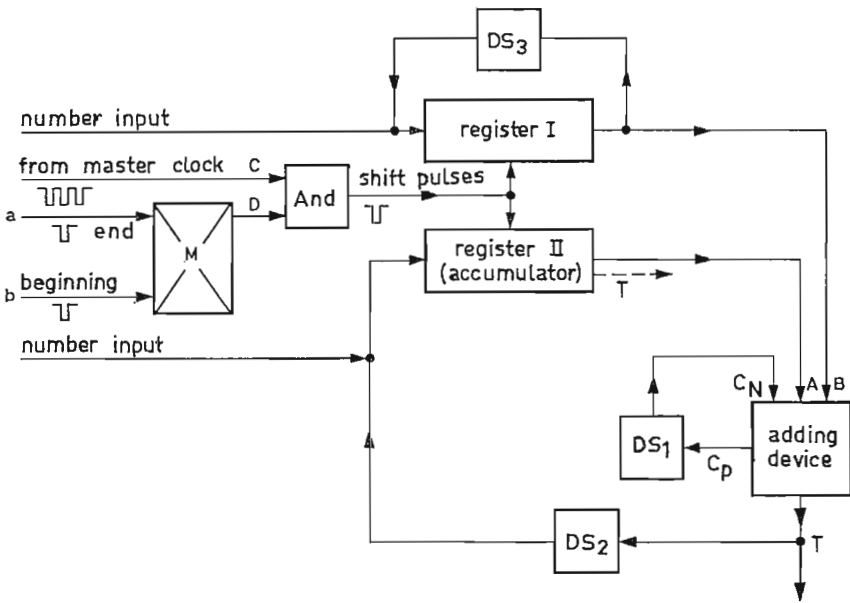 DS3
number input
register I
from master clock C
shift pulses
And
a
end
D
M
register II
(accumulator)
T
b
beginning
number input
CN
A
B
adding
device
DS1
Cp
DS2
T